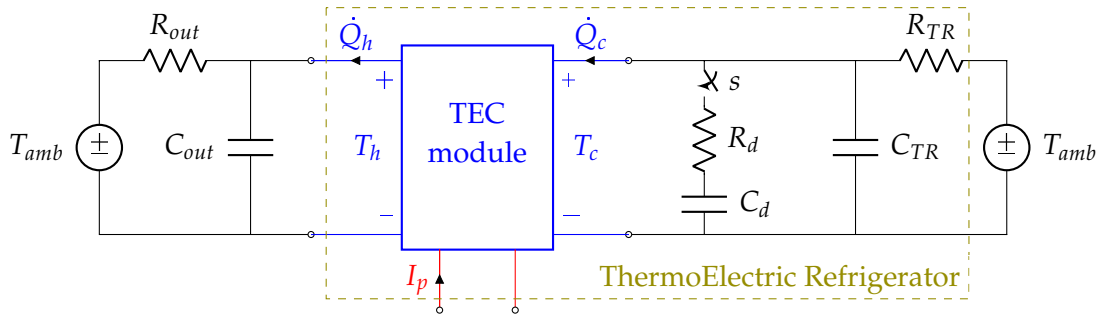 R_out
Q̇_h
Q̇_c
R_TR
+
+
s
T_amb
±
C_out
T_h
TEC
module
T_c
R_d
C_TR
±
T_amb
C_d
−
−
I_p
ThermoElectric Refrigerator